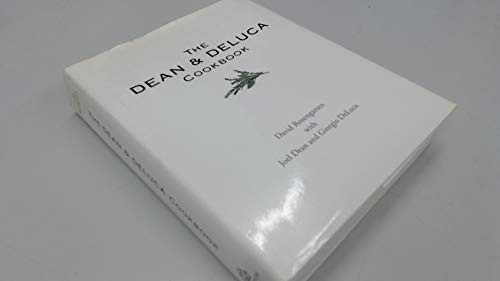 THE
DEAN & DELUCA
COOKBOOK
David Rosengarten
with
Joel Dean and Giorgio DeLuca
THE DEAN & DELUCA COOKBOOK